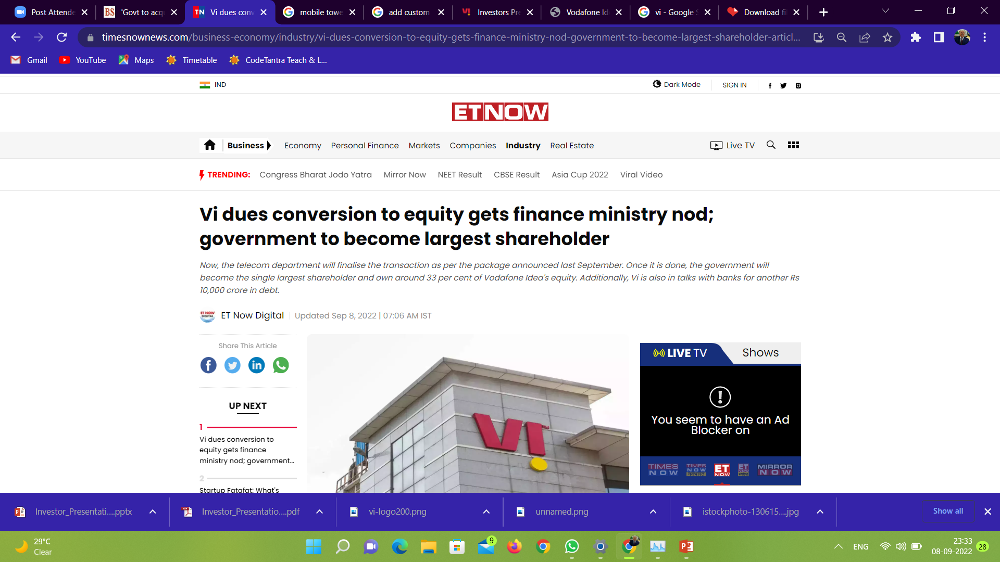 Post Attende
'Govt to acqu
TN
Vi dues conv
mobile towe
add custom
Investors Pre
Vodafone Id
vi - Google S
Download fi
timesnownews.com/business-economy/industry/vi-dues-conversion-to-equity-gets-finance-ministry-nod-government-to-become-largest-shareholder-articl...
Gmail YouTube Maps Timetable CodeTantra Teach & L...
IND Dark Mode SIGN IN
ETNOW
Business Economy Personal Finance Markets Companies Industry Real Estate Live TV
TRENDING: Congress Bharat Jodo Yatra Mirror Now NEET Result CBSE Result Asia Cup 2022 Viral Video
Vi dues conversion to equity gets finance ministry nod;
government to become largest shareholder
Now, the telecom department will finalise the transaction as per the package announced last September. Once it is done, the government will
become the single largest shareholder and own around 33 per cent of Vodafone Idea's equity. Additionally, Vi is also in talks with banks for another Rs
10,000 crore in debt.
ET Now Digital Updated Sep 8, 2022 | 07:06 AM IST
Share This Article
UP NEXT
1
Vi dues conversion to
equity gets finance
ministry nod; government...
2
Startup Fatafat: What's
VI
LIVE TV Shows
You seem to have an Ad
Blocker on
TIMES NOW
ET NOW
MIRROR NOW
Investor_Presentati....pptx Investor_Presentatio....pdf vi-logo200.png unnamed.png istockphoto-130615....jpg Show all
29°C
Clear
9
ENG
23:33
08-09-2022
28